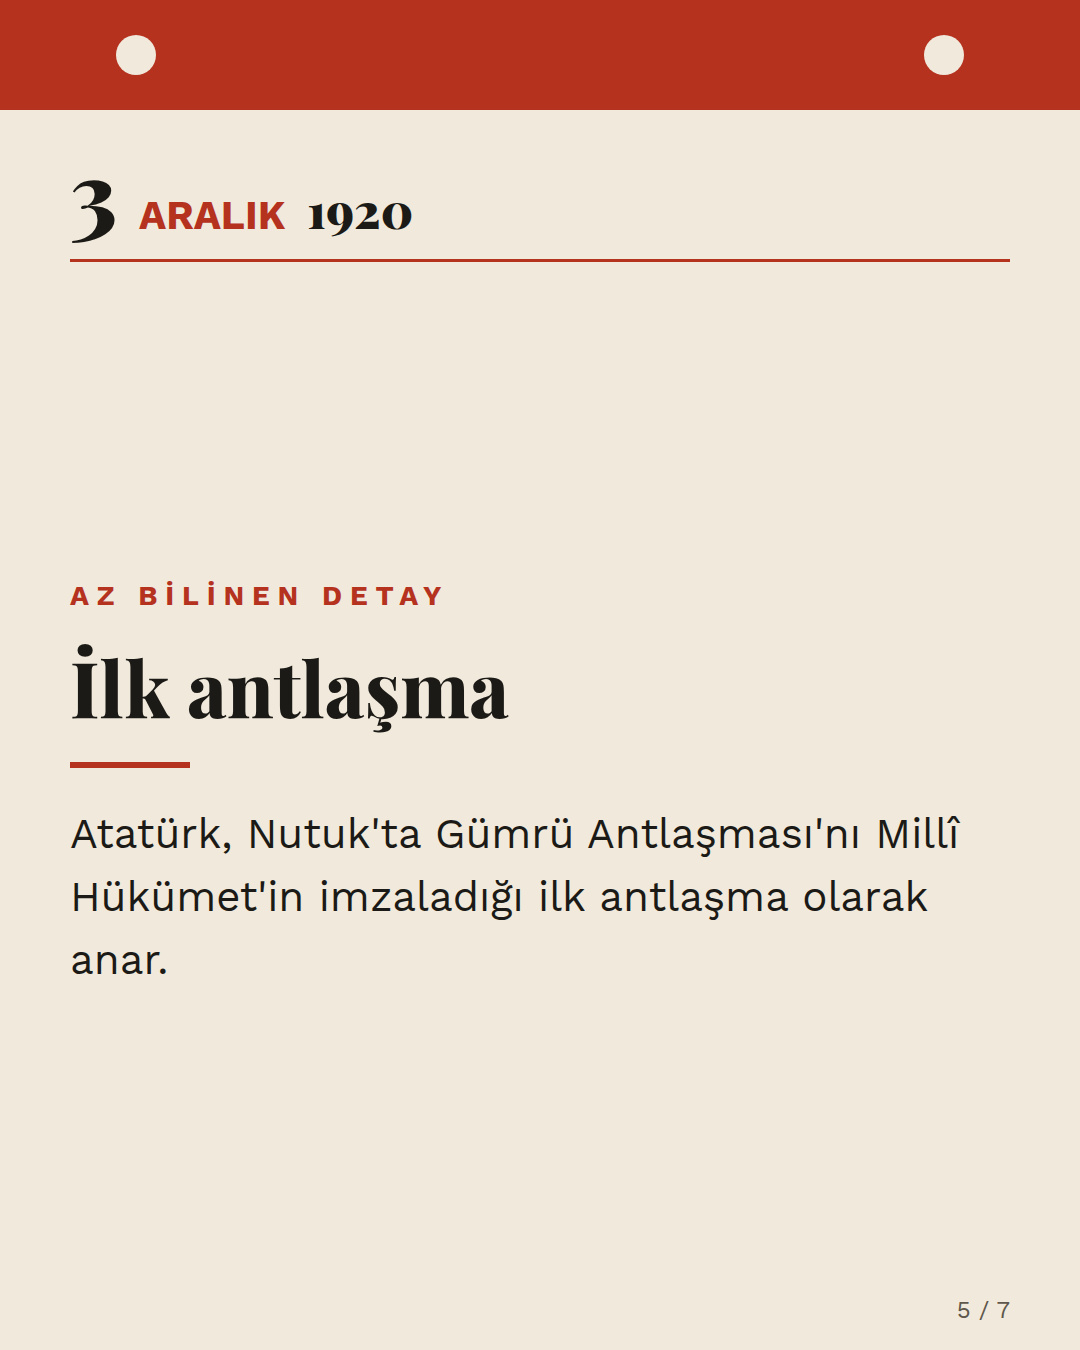 3 ARALIK 1920
AZ BİLİNEN DETAY
İlk antlaşma
Atatürk, Nutuk'ta Gümrü Antlaşması'nı Millî
Hükümet'in imzaladığı ilk antlaşma olarak
anar.
5 / 7